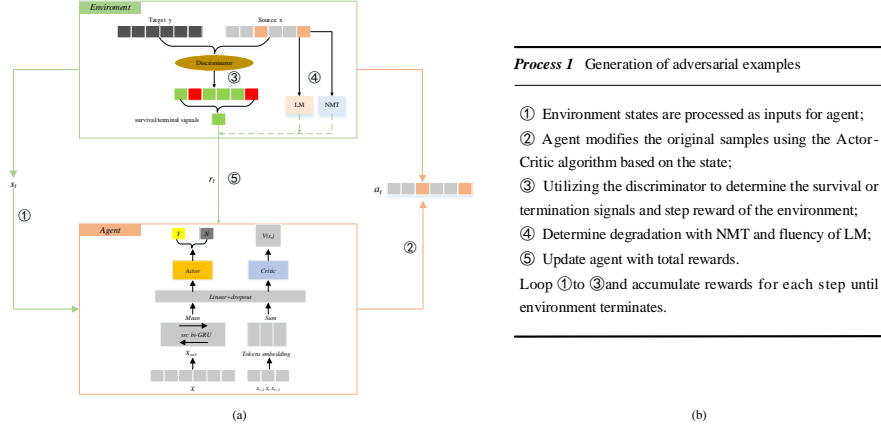 Enviroment
Target y
Source x
Discriminator
③
④
LM
NMT
survival/terminal signals
s_t
r_t
⑤
a_t
①
②
Agent
Y
N
V(s_t)
Actor
Critic
Linear+dropout
Mean
Sum
src bi-GRU
X_emb
Tokens embedding
X
(a)
Process 1 Generation of adversarial examples
① Environment states are processed as inputs for agent;
② Agent modifies the original samples using the Actor-
Critic algorithm based on the state;
③ Utilizing the discriminator to determine the survival or
termination signals and step reward of the environment;
④ Determine degradation with NMT and fluency of LM;
⑤ Update agent with total rewards.
Loop ①to ③and accumulate rewards for each step until
environment terminates.
(b)